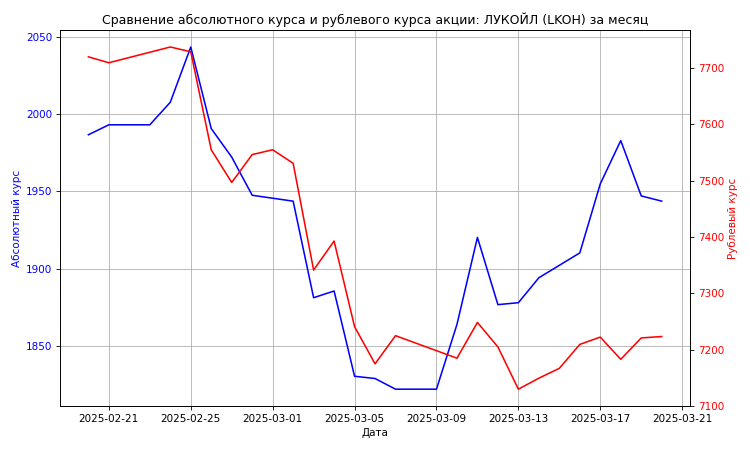 Сравнение абсолютного курса и рублевого курса акции: ЛУКОЙЛ (LKOH) за месяц
2050
2000
1950
1900
1850
Абсолютный курс
7700
7600
7500
7400
7300
7200
7100
Рублевый курс
2025-02-21 2025-02-25 2025-03-01 2025-03-05 2025-03-09 2025-03-13 2025-03-17 2025-03-21
Дата